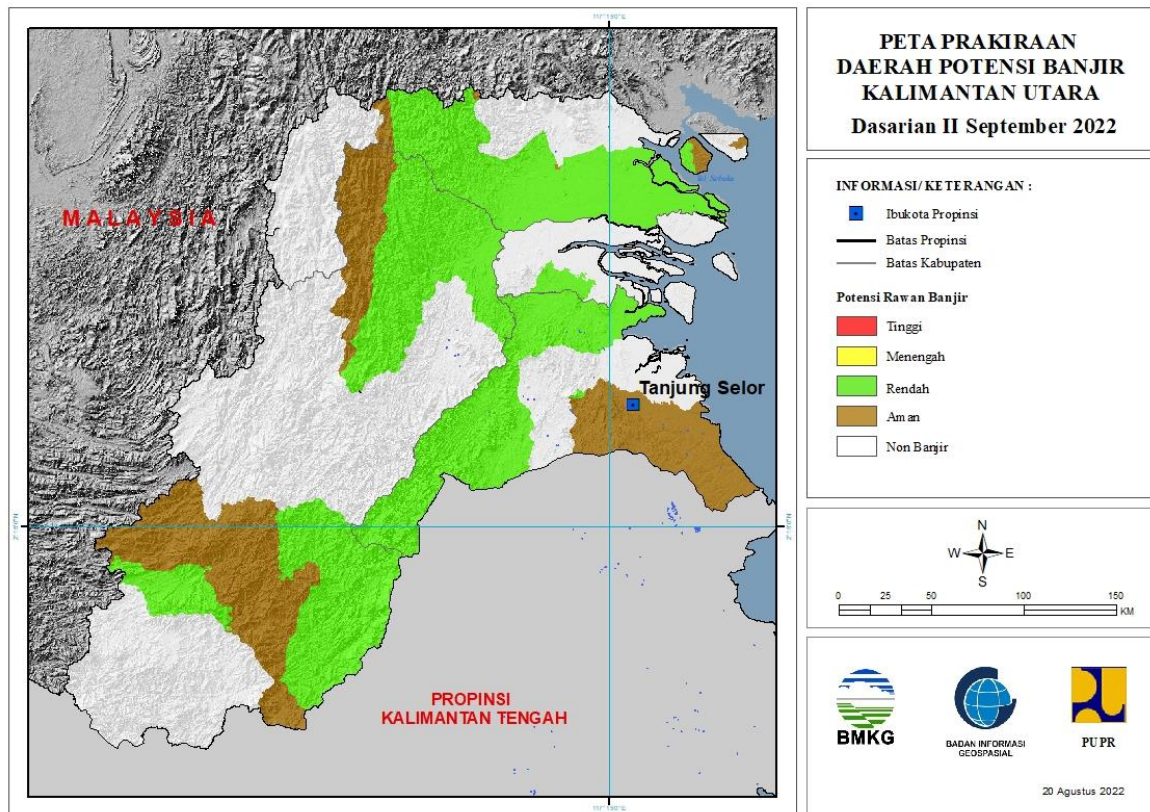 PETA PRAKIRAAN
DAERAH POTENSI BANJIR
KALIMANTAN UTARA
Dasarian II September 2022
INFORMASI/ KETERANGAN :
Ibukota Propinsi
Batas Propinsi
Batas Kabupaten
Potensi Rawan Banjir
Tinggi
Menengah
Rendah
Aman
Non Banjir
MALAYSIA
Tanjung Selor
PROPINSI
KALIMANTAN TENGAH
N
W E
S
0 25 50 100 150
KM
BMKG
BADAN INFORMASI
GEOSPASIAL
PUPR
20 Agustus 2022